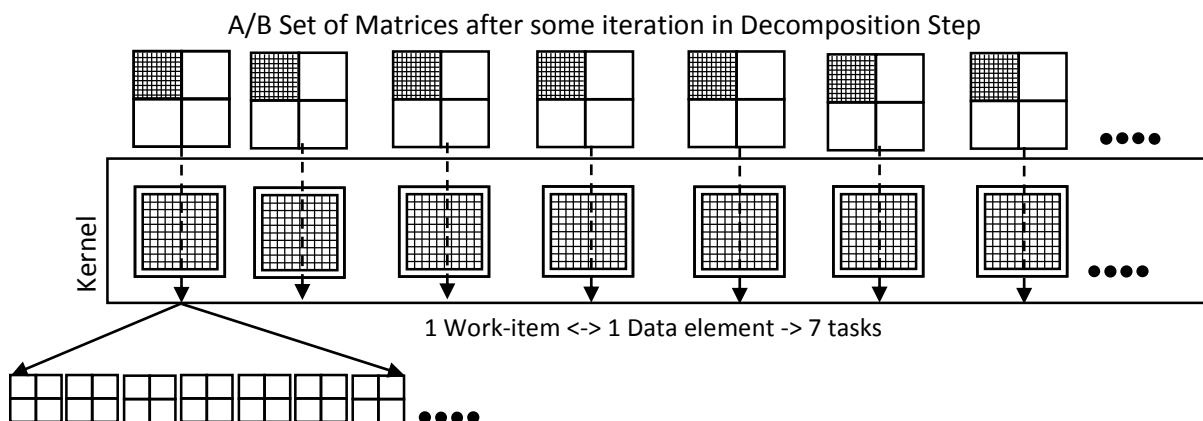 A/B Set of Matrices after some iteration in Decomposition Step
Kernel
1 Work-item <-> 1 Data element -> 7 tasks